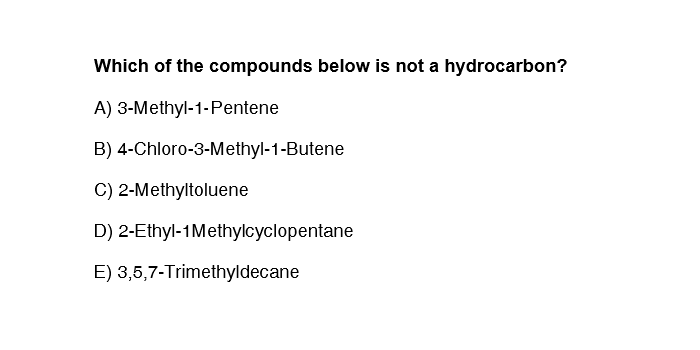 Which of the compounds below is not a hydrocarbon?
A) 3-Methyl-1-Pentene
B) 4-Chloro-3-Methyl-1-Butene
C) 2-Methyltoluene
D) 2-Ethyl-1Methylcyclopentane
E) 3,5,7-Trimethyldecane